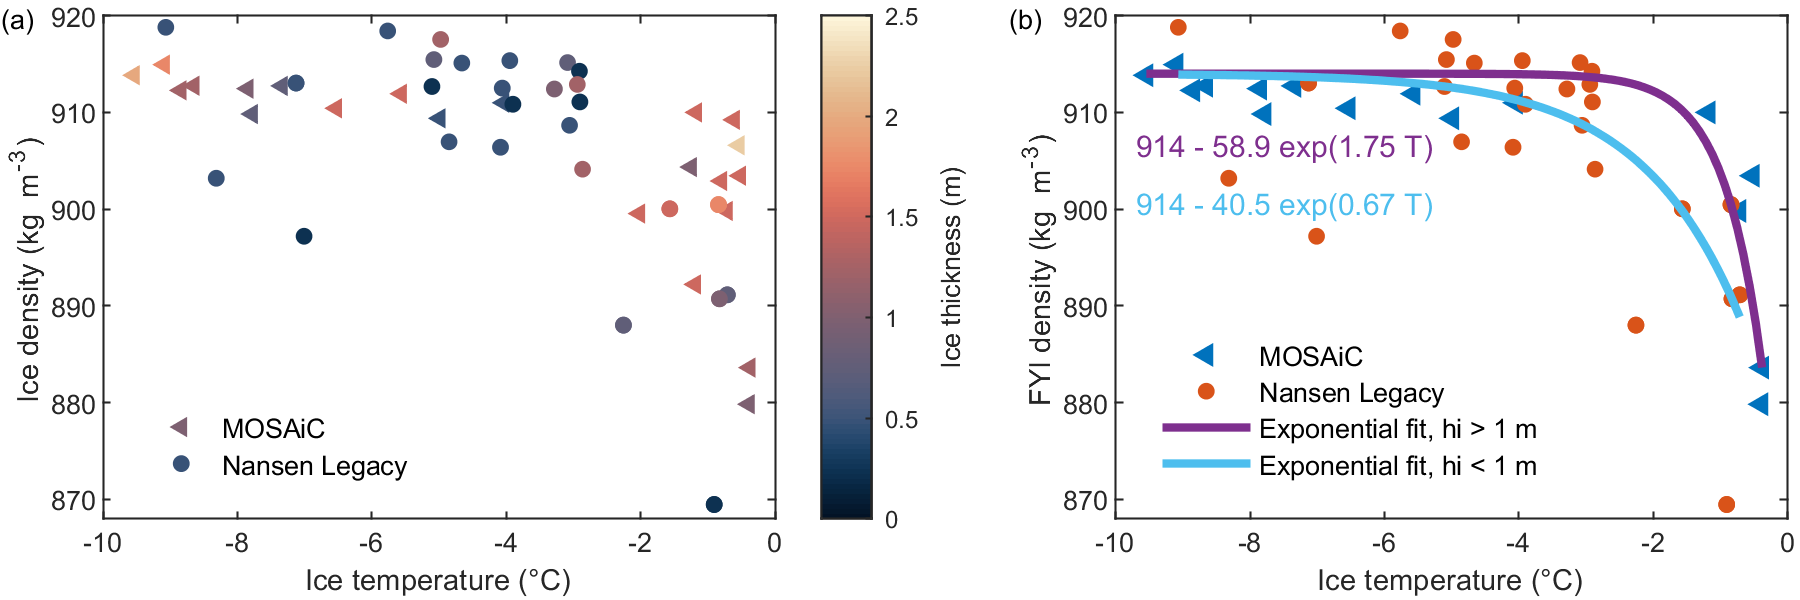 (a)
920
910
900
890
880
870
Ice density (kg m-3)
-10 -8 -6 -4 -2 0
Ice temperature (°C)
MOSAiC
Nansen Legacy
2.5
2
1.5
1
0.5
0
Ice thickness (m)
(b)
920
910
900
890
880
870
FYI density (kg m-3)
914 - 58.9 exp(1.75 T)
914 - 40.5 exp(0.67 T)
MOSAiC
Nansen Legacy
Exponential fit, hi > 1 m
Exponential fit, hi < 1 m
-10 -8 -6 -4 -2 0
Ice temperature (°C)